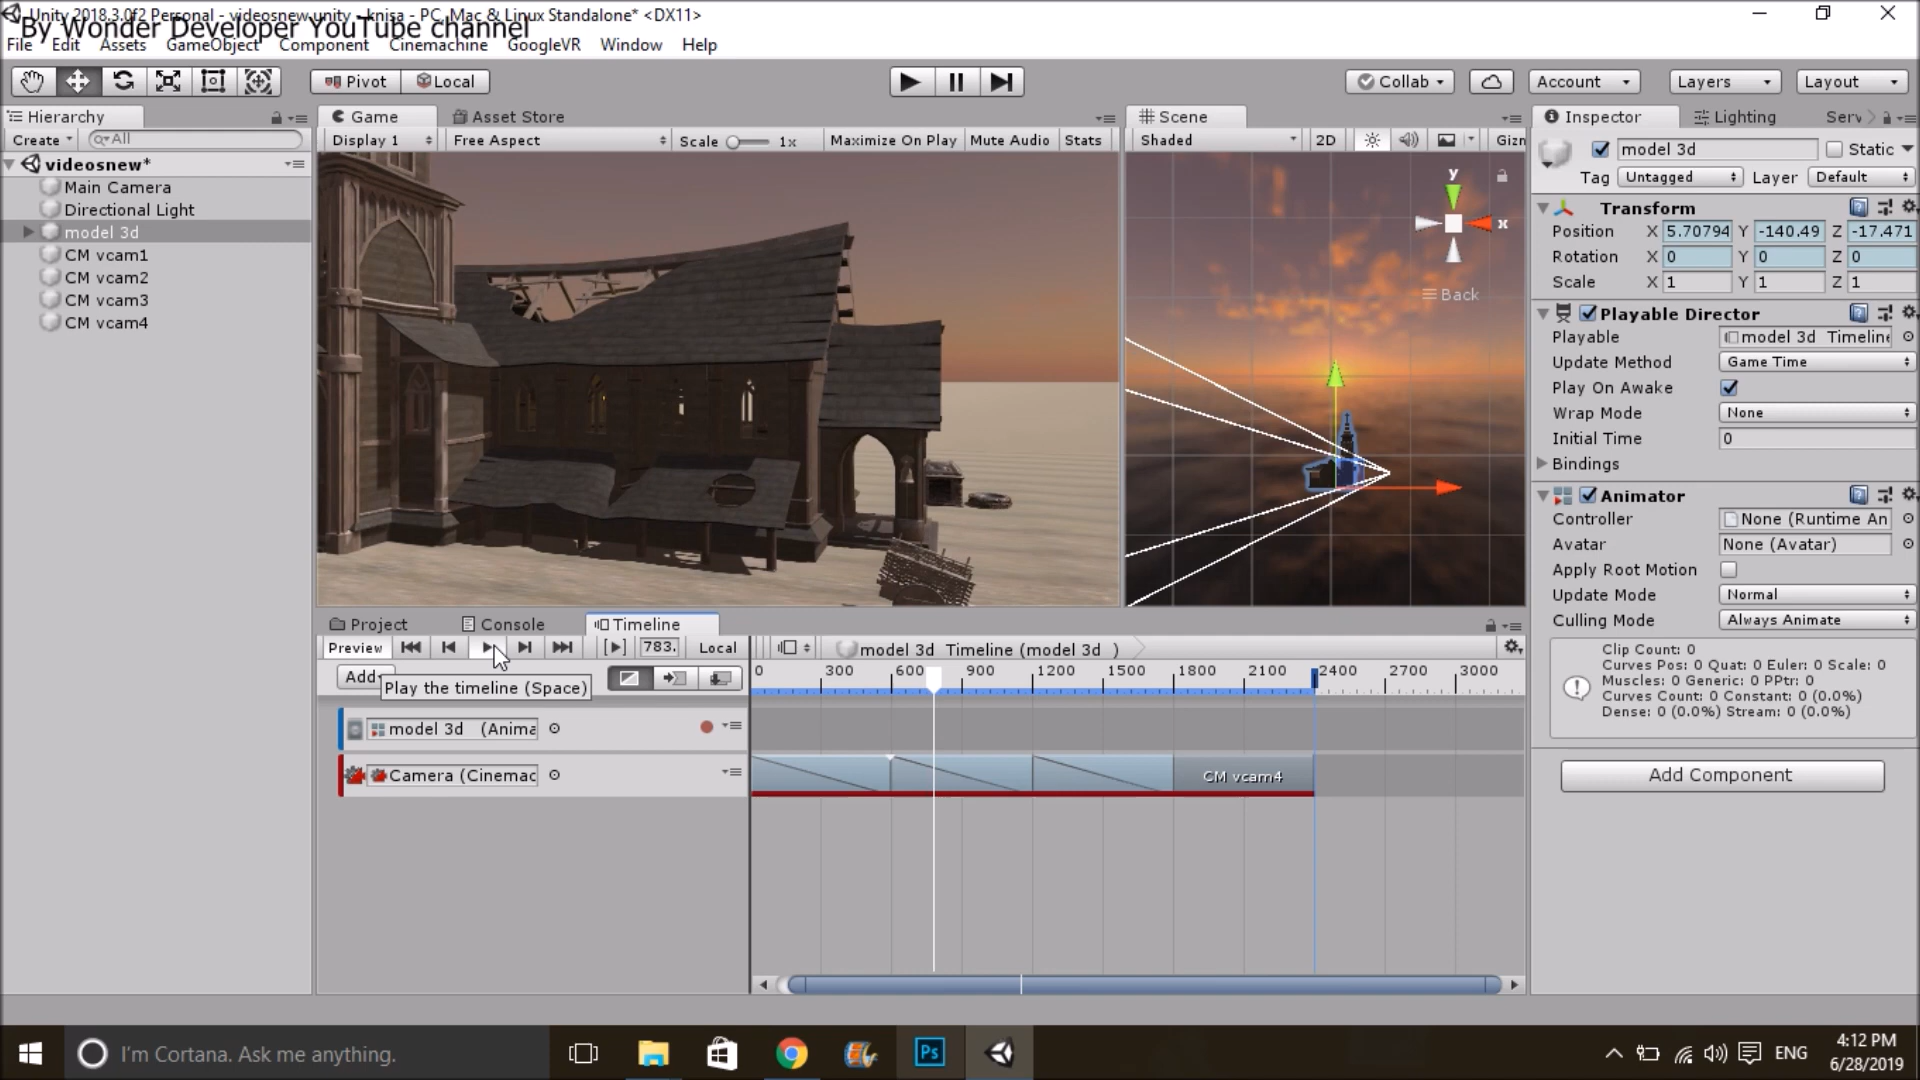 Unity 2018.3.0f2 Personal - videosnew.unity - knisa - PC, Mac & Linux Standalone* <DX11>
By Wonder Developer YouTube channel
File Edit Assets GameObject Component Cinemachine GoogleVR Window Help
Pivot Local Collab Account Layers Layout
Hierarchy
Create All
videosnew*
Main Camera
Directional Light
model 3d
CM vcam1
CM vcam2
CM vcam3
CM vcam4
Game Asset Store
Display 1 Free Aspect Scale 1x Maximize On Play Mute Audio Stats
Scene
Shaded 2D Gizn
y
x
Back
Inspector Lighting Serv
model 3d Static
Tag Untagged Layer Default
Transform
Position X 5.70794 Y -140.49 Z -17.471
Rotation X 0 Y 0 Z 0
Scale X 1 Y 1 Z 1
Playable Director
Playable model 3d Timeline
Update Method Game Time
Play On Awake
Wrap Mode None
Initial Time 0
Bindings
Animator
Controller None (Runtime An
Avatar None (Avatar)
Apply Root Motion
Update Mode Normal
Culling Mode Always Animate
Clip Count: 0
Curves Pos: 0 Quat: 0 Euler: 0 Scale: 0
Muscles: 0 Generic: 0 PPtr: 0
Curves Count: 0 Constant: 0 (0.0%)
Dense: 0 (0.0%) Stream: 0 (0.0%)
Add Component
Project Console Timeline
Preview 783. Local model 3d Timeline (model 3d )
Add
Play the timeline (Space)
0 300 600 900 1200 1500 1800 2100 2400 2700 3000
model 3d (Anima
Camera (Cinemac
CM vcam4
I'm Cortana. Ask me anything.
Ps
ENG
4:12 PM
6/28/2019